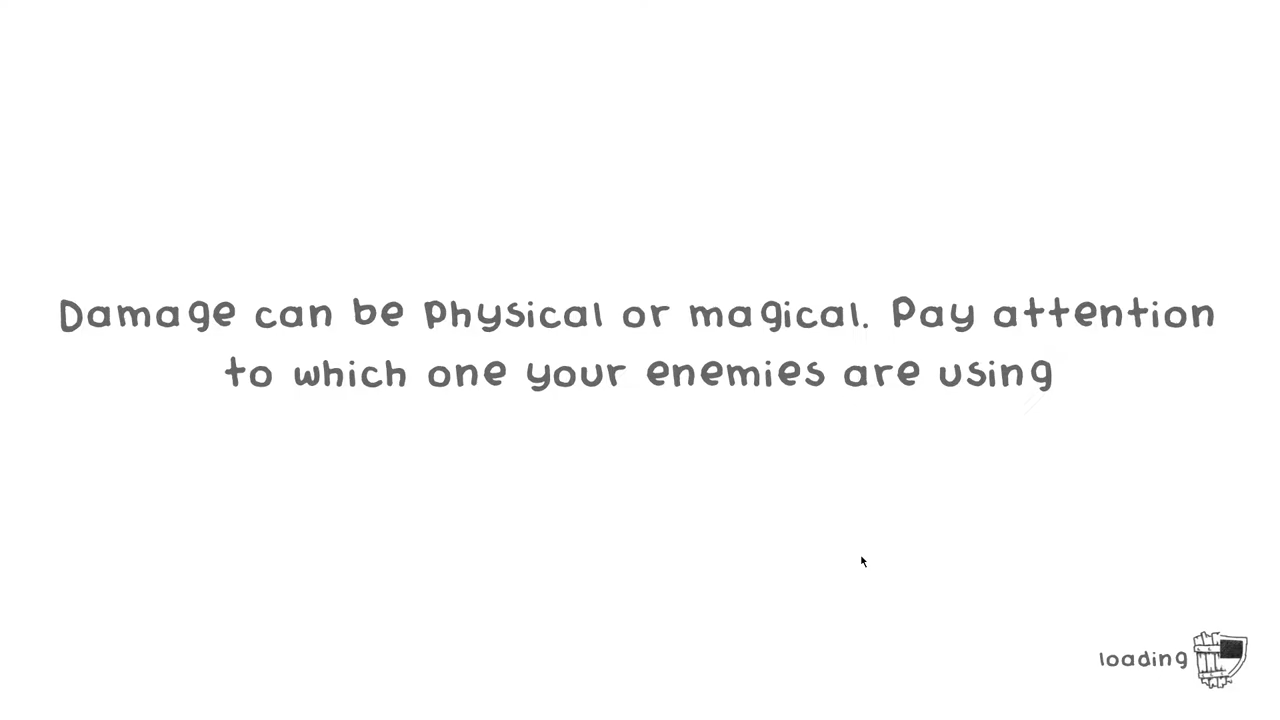 Damage can be physical or magical. Pay attention
to which one your enemies are using
loading